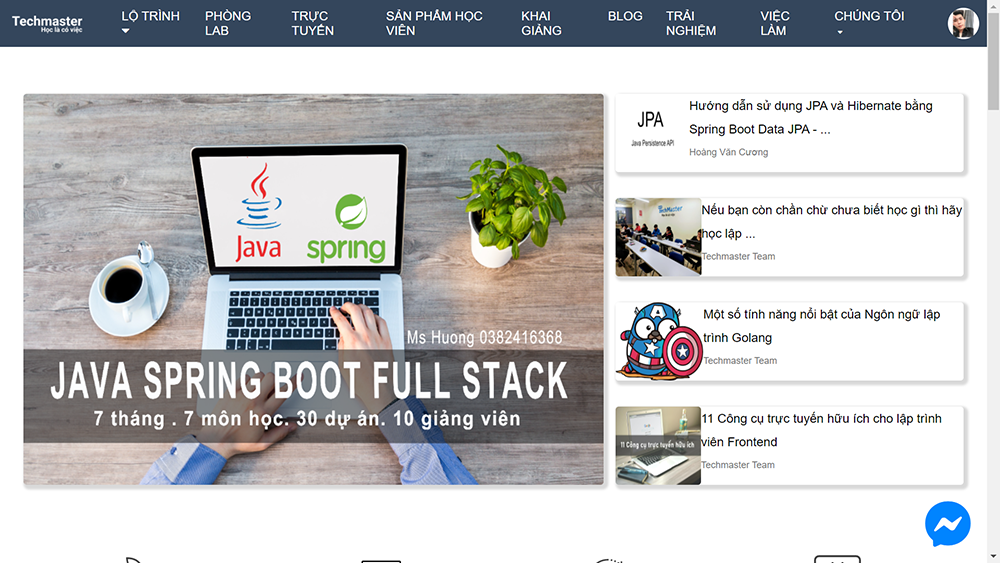 Techmaster
Học là có việc
LỘ TRÌNH
PHÒNG
LAB
TRỰC
TUYẾN
SẢN PHẨM HỌC
VIÊN
KHAI
GIẢNG
BLOG
TRẢI
NGHIỆM
VIỆC
LÀM
CHÚNG TÔI
Java
spring
Ms Huong 0382416368
JAVA SPRING BOOT FULL STACK
7 tháng . 7 môn học. 30 dự án. 10 giảng viên
JPA
Java Persistence API
Hướng dẫn sử dụng JPA và Hibernate bằng
Spring Boot Data JPA - ...
Hoàng Văn Cương
TechMaster
Nếu bạn còn chần chừ chưa biết học gì thì hãy
học lập ...
Techmaster Team
A
Một số tính năng nổi bật của Ngôn ngữ lập
trình Golang
Techmaster Team
11 Công cụ trực tuyến hữu ích
11 Công cụ trực tuyến hữu ích cho lập trình
viên Frontend
Techmaster Team